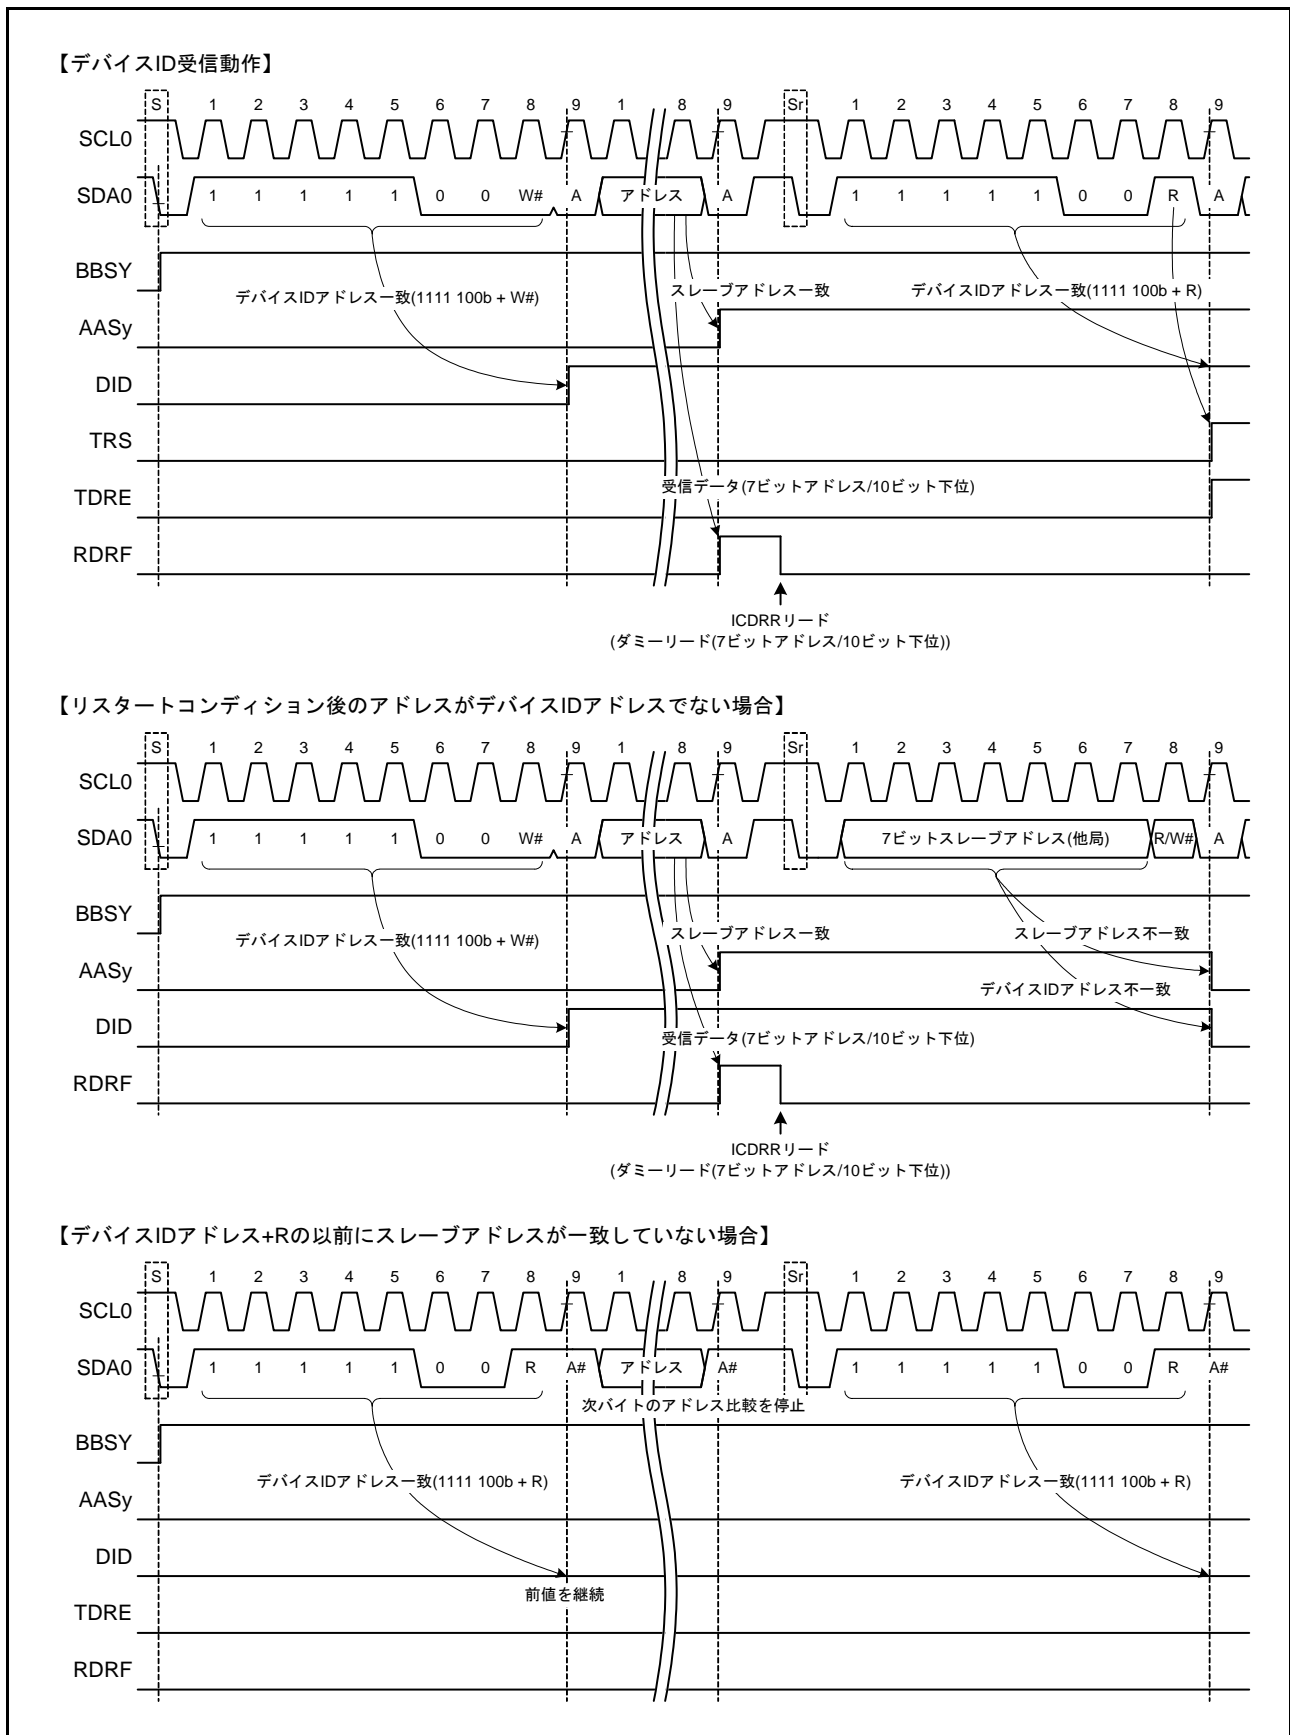 【デバイスID受信動作】
S 1 2 3 4 5 6 7 8 9 1 8 9 Sr 1 2 3 4 5 6 7 8 9
SCL0
SDA0 1 1 1 1 1 0 0 W# A アドレス A 1 1 1 1 1 0 0 R A
BBSY
デバイスIDアドレス一致(1111 100b + W#) スレーブアドレス一致 デバイスIDアドレス一致(1111 100b + R)
AASy
DID
TRS
受信データ(7ビットアドレス/10ビット下位)
TDRE
RDRF
ICDRRリード
(ダミーリード(7ビットアドレス/10ビット下位))
【リスタートコンディション後のアドレスがデバイスIDアドレスでない場合】
S 1 2 3 4 5 6 7 8 9 1 8 9 Sr 1 2 3 4 5 6 7 8 9
SCL0
SDA0 1 1 1 1 1 0 0 W# A アドレス A 7ビットスレーブアドレス(他局) R/W# A
BBSY
デバイスIDアドレス一致(1111 100b + W#) スレーブアドレス一致 スレーブアドレス不一致
AASy
デバイスIDアドレス不一致
DID
受信データ(7ビットアドレス/10ビット下位)
RDRF
ICDRRリード
(ダミーリード(7ビットアドレス/10ビット下位))
【デバイスIDアドレス+Rの以前にスレーブアドレスが一致していない場合】
S 1 2 3 4 5 6 7 8 9 1 8 9 Sr 1 2 3 4 5 6 7 8 9
SCL0
SDA0 1 1 1 1 1 0 0 R A# アドレス A# 1 1 1 1 1 0 0 R A#
次バイトのアドレス比較を停止
BBSY
デバイスIDアドレス一致(1111 100b + R) デバイスIDアドレス一致(1111 100b + R)
AASy
DID
前値を継続
TDRE
RDRF